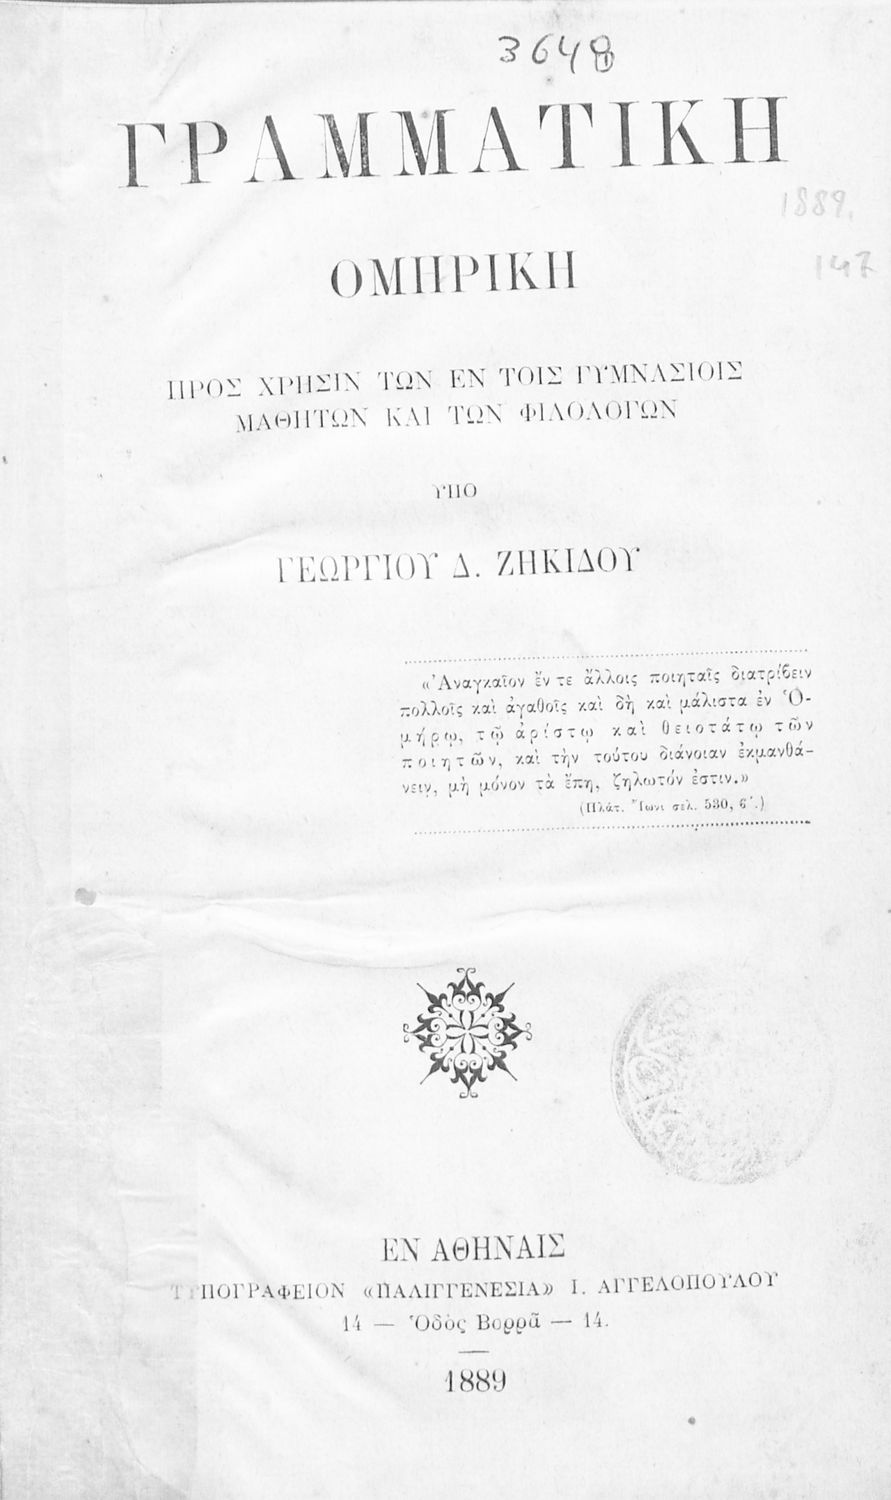 3648
ΓΡΑΜΜΑΤΙΚΗ
1889.
147
ΟΜΗΡΙΚΗ
ΠΡΟΣ ΧΡΗΣΙΝ ΤΩΝ ΕΝ ΤΟΙΣ ΓΥΜΝΑΣΙΟΙΣ
ΜΑΘΗΤΩΝ ΚΑΙ ΤΩΝ ΦΙΛΟΛΟΓΩΝ
ΥΠΟ
ΓΕΩΡΓΙΟΥ Δ. ΖΗΚΙΔΟΥ
«Ἀναγκαῖον ἔν τε ἄλλοις ποιηταῖς διατρίβειν
πολλοῖς καὶ ἀγαθοῖς καὶ δὴ καὶ μάλιστα ἐν Ὁ-
μήρῳ, τῷ ἀρίστῳ καὶ θειοτάτῳ τῶν
ποιητῶν, καὶ τὴν τούτου διάνοιαν ἐκμανθά-
νειν, μὴ μόνον τὰ ἔπη, ζηλωτόν ἐστιν.»
(Πλάτ. Ἴωνι σελ. 530, β΄.)
ΕΝ ΑΘΗΝΑΙΣ
ΤΥΠΟΓΡΑΦΕΙΟΝ «ΠΑΛΙΓΓΕΝΕΣΙΑ» Ι. ΑΓΓΕΛΟΠΟΥΛΟΥ
14 — Ὁδὸς Βορρᾶ — 14.
1889